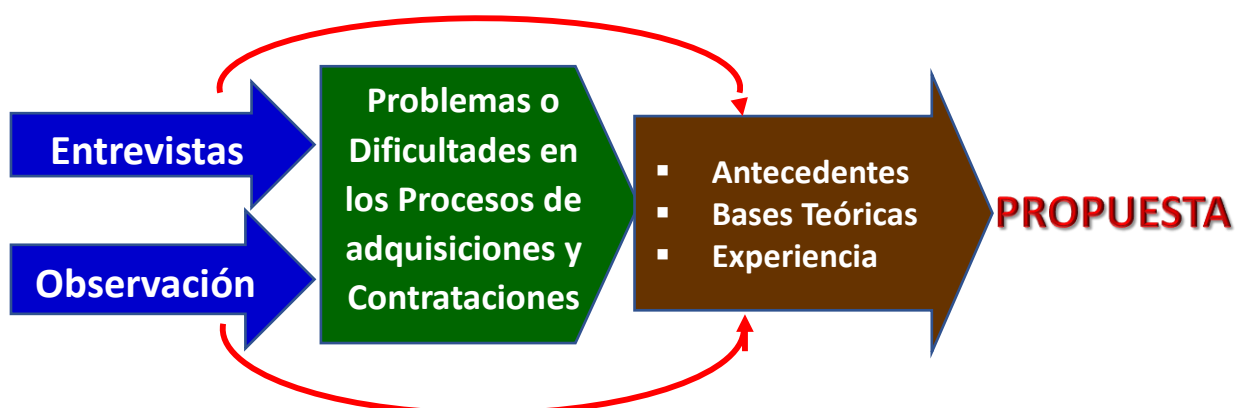 Entrevistas
Observación
Problemas o
Dificultades en
los Procesos de
adquisiciones y
Contrataciones
▪ Antecedentes
▪ Bases Teóricas
▪ Experiencia
PROPUESTA